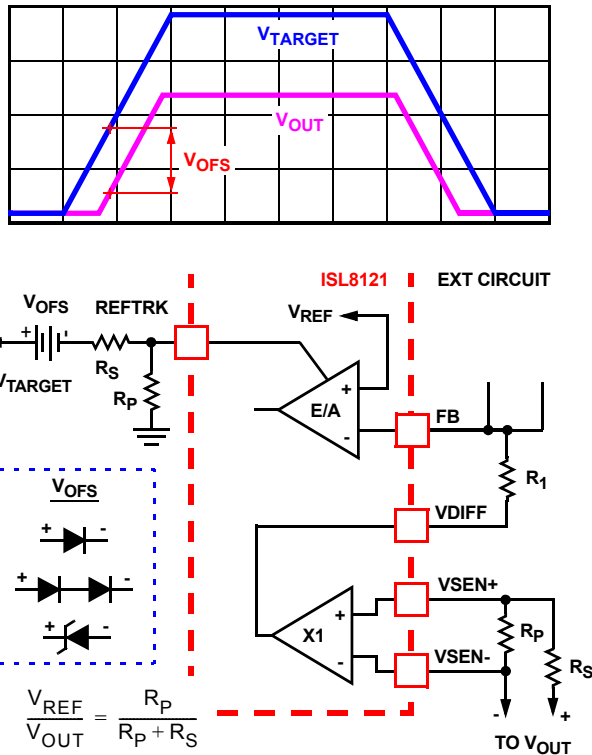 VTARGET
VOUT
VOFS
ISL8121
EXT CIRCUIT
VOFS
REFTRK
VREF
+
-
RS
TARGET
RP
+
E/A
-
FB
R1
VOFS
+
-
+
-
+
-
VDIFF
VSEN+
+
X1
-
RP
VSEN-
RS
-
+
TO VOUT
VREF
VOUT
=
RP
RP + RS